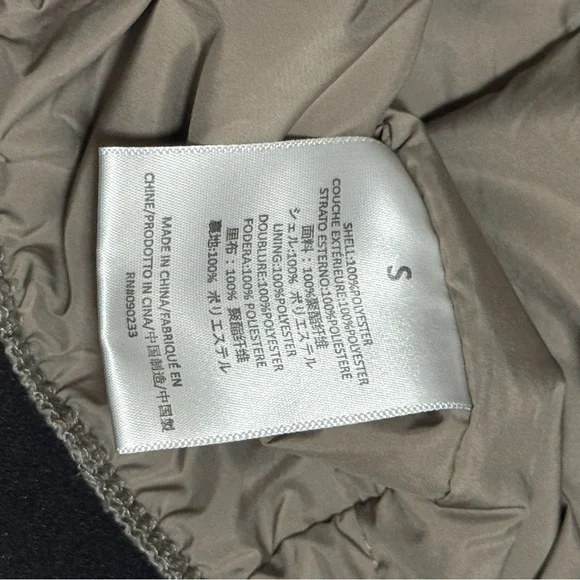 S
SHELL:100%POLYESTER
COUCHE EXTÉRIEURE:100%POLYESTER
STRATO ESTERNO:100%POLIESTERE
面料：100%聚酯纤维
シェル:100% ポリエステル
LINING:100%POLYESTER
DOUBLURE:100%POLYESTER
FODERA:100% POLIESTERE
里布：100% 聚酯纤维
裏地:100% ポリエステル
MADE IN CHINA/FABRIQUÉ EN
CHINE/PRODOTTO IN CINA/中国制造/中国製
RN#090233